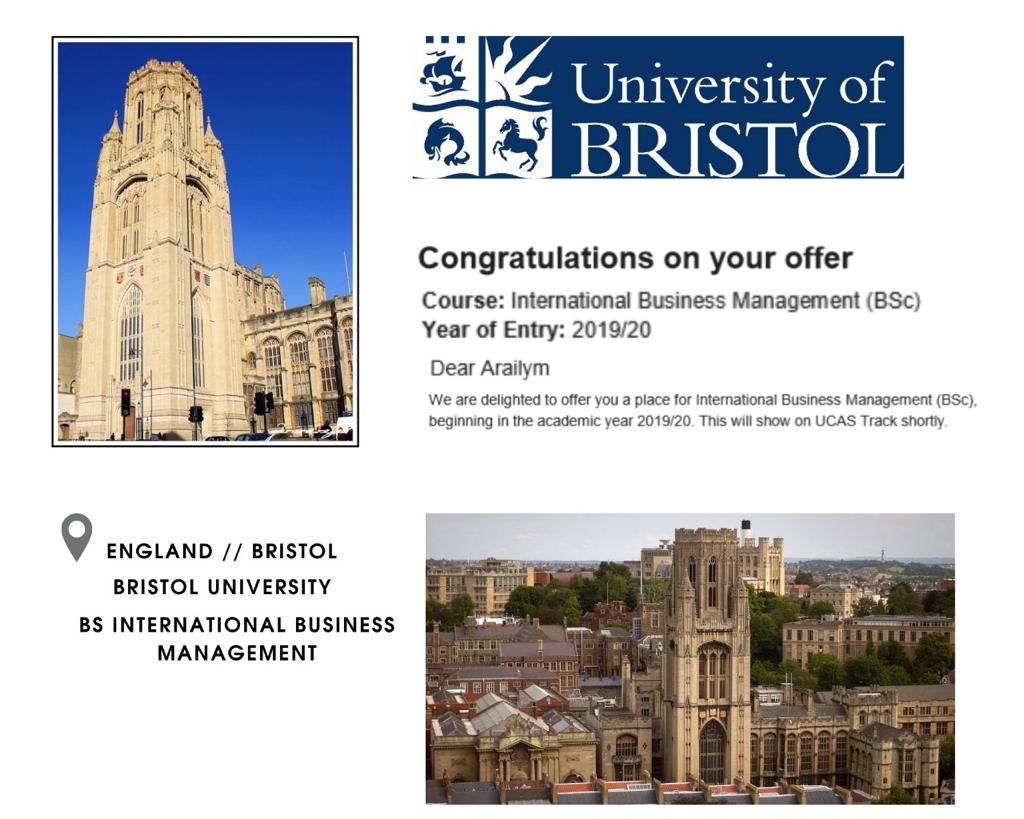 University of
BRISTOL
Congratulations on your offer
Course: International Business Management (BSc)
Year of Entry: 2019/20
Dear Arailym
We are delighted to offer you a place for International Business Management (BSc),
beginning in the academic year 2019/20. This will show on UCAS Track shortly.
ENGLAND // BRISTOL
BRISTOL UNIVERSITY
BS INTERNATIONAL BUSINESS
MANAGEMENT